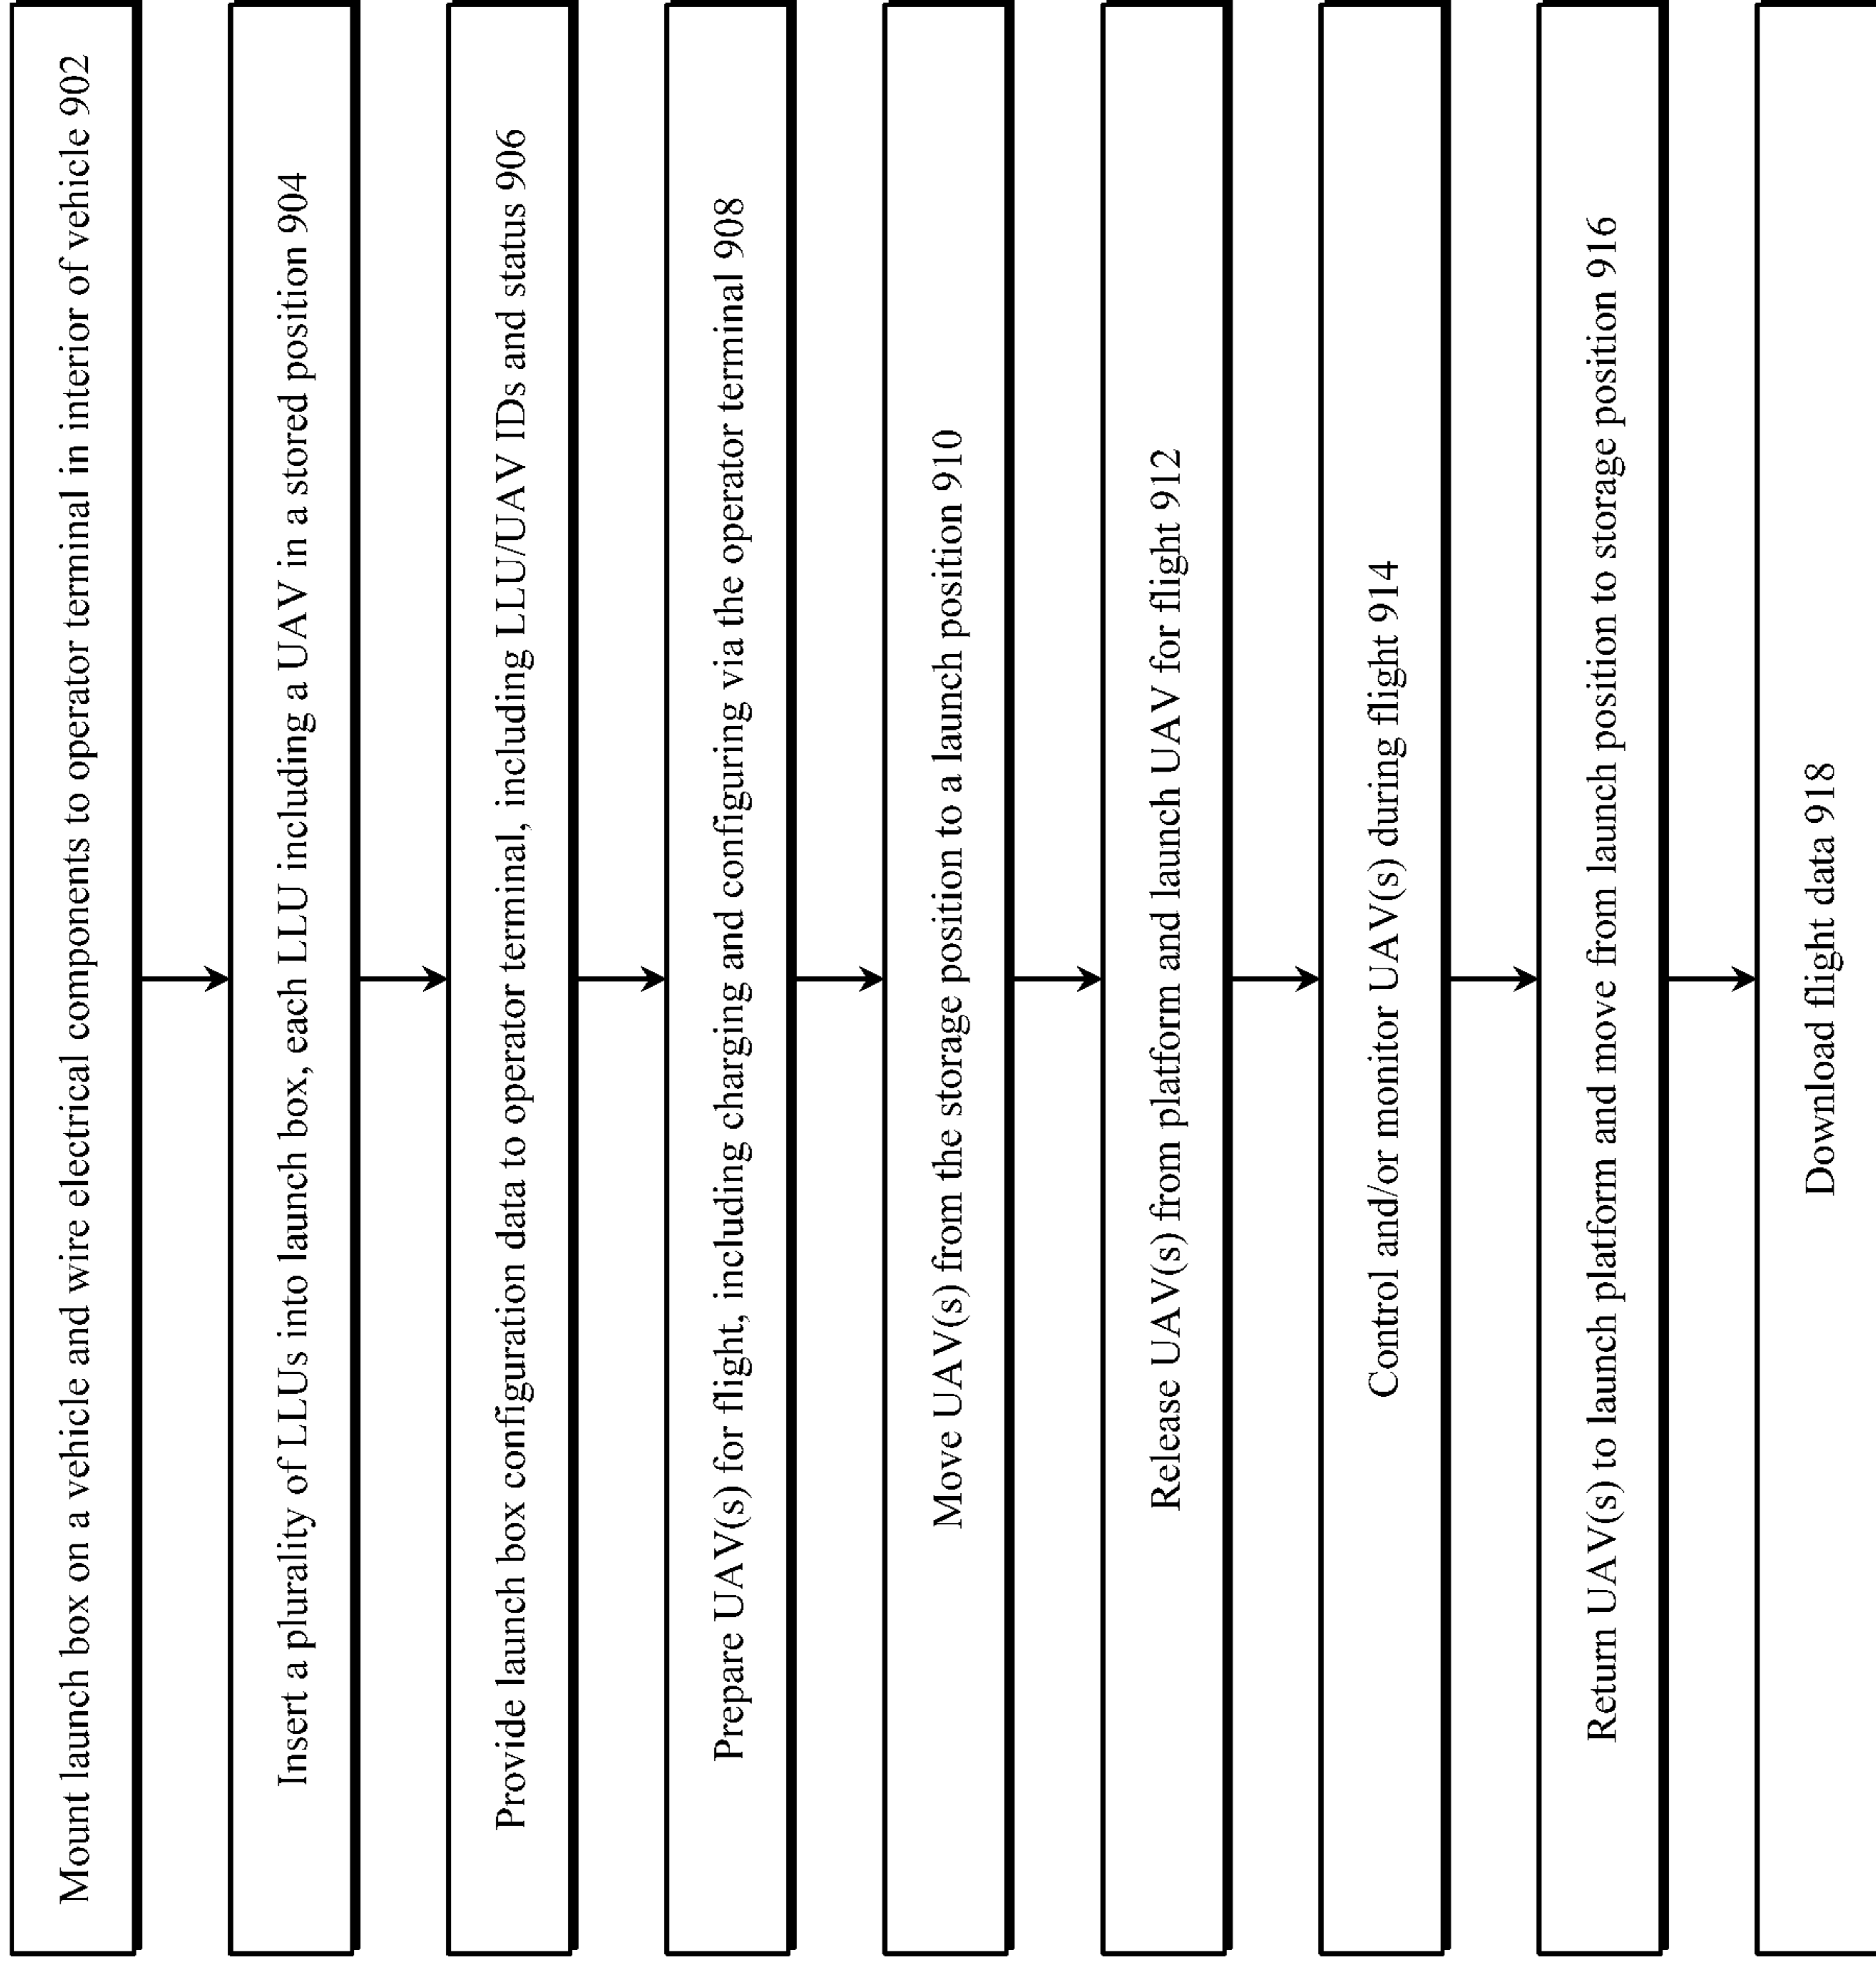 Mount launch box on a vehicle and wire electrical components to operator terminal in interior of vehicle 902
Insert a plurality of LLUs into launch box, each LLU including a UAV in a stored position 904
Provide launch box configuration data to operator terminal, including LLU/UAV IDs and status 906
Prepare UAV(s) for flight, including charging and configuring via the operator terminal 908
Move UAV(s) from the storage position to a launch position 910
Release UAV(s) from platform and launch UAV for flight 912
Control and/or monitor UAV(s) during flight 914
Return UAV(s) to launch platform and move from launch position to storage position 916
Download flight data 918